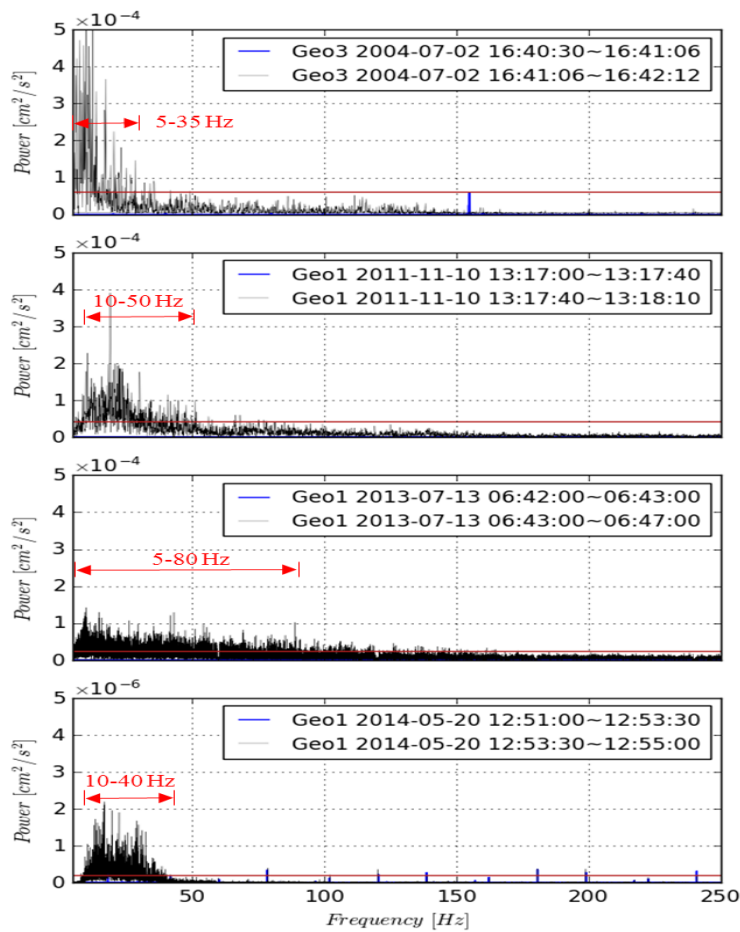 ×10⁻⁴
5
4
3
2
1
0
Power [cm²/s²]
Geo3 2004-07-02 16:40:30~16:41:06
Geo3 2004-07-02 16:41:06~16:42:12
5-35 Hz
×10⁻⁴
5
4
3
2
1
0
Power [cm²/s²]
Geo1 2011-11-10 13:17:00~13:17:40
Geo1 2011-11-10 13:17:40~13:18:10
10-50 Hz
×10⁻⁴
5
4
3
2
1
0
Power [cm²/s²]
Geo1 2013-07-13 06:42:00~06:43:00
Geo1 2013-07-13 06:43:00~06:47:00
5-80 Hz
×10⁻⁶
5
4
3
2
1
0
Power [cm²/s²]
Geo1 2014-05-20 12:51:00~12:53:30
Geo1 2014-05-20 12:53:30~12:55:00
10-40 Hz
50 100 150 200 250
Frequency [Hz]